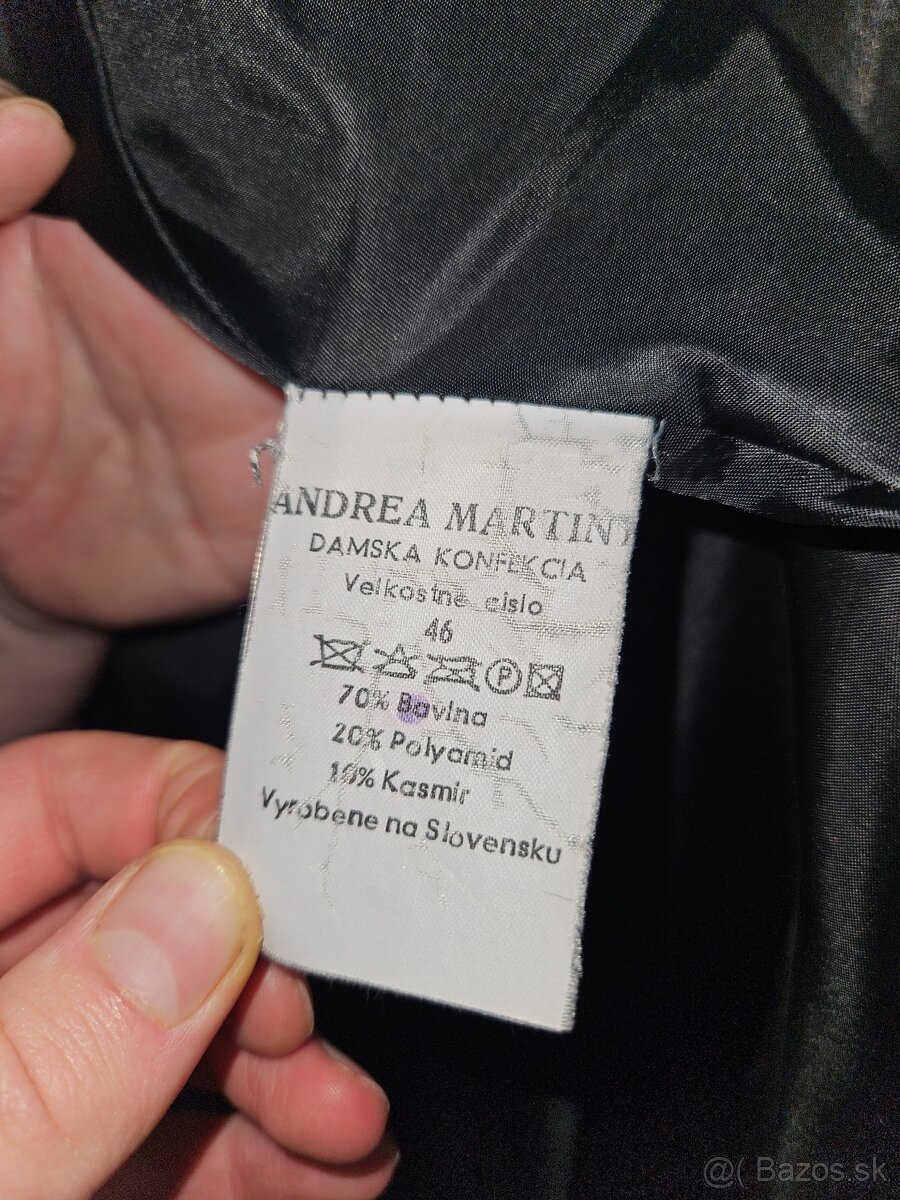 ANDREA MARTINY
DAMSKA KONFEKCIA
Velkostne cislo
46
P
70% Bavlna
20% Polyamid
10% Kasmir
Vyrobene na Slovensku
@( Bazos.sk